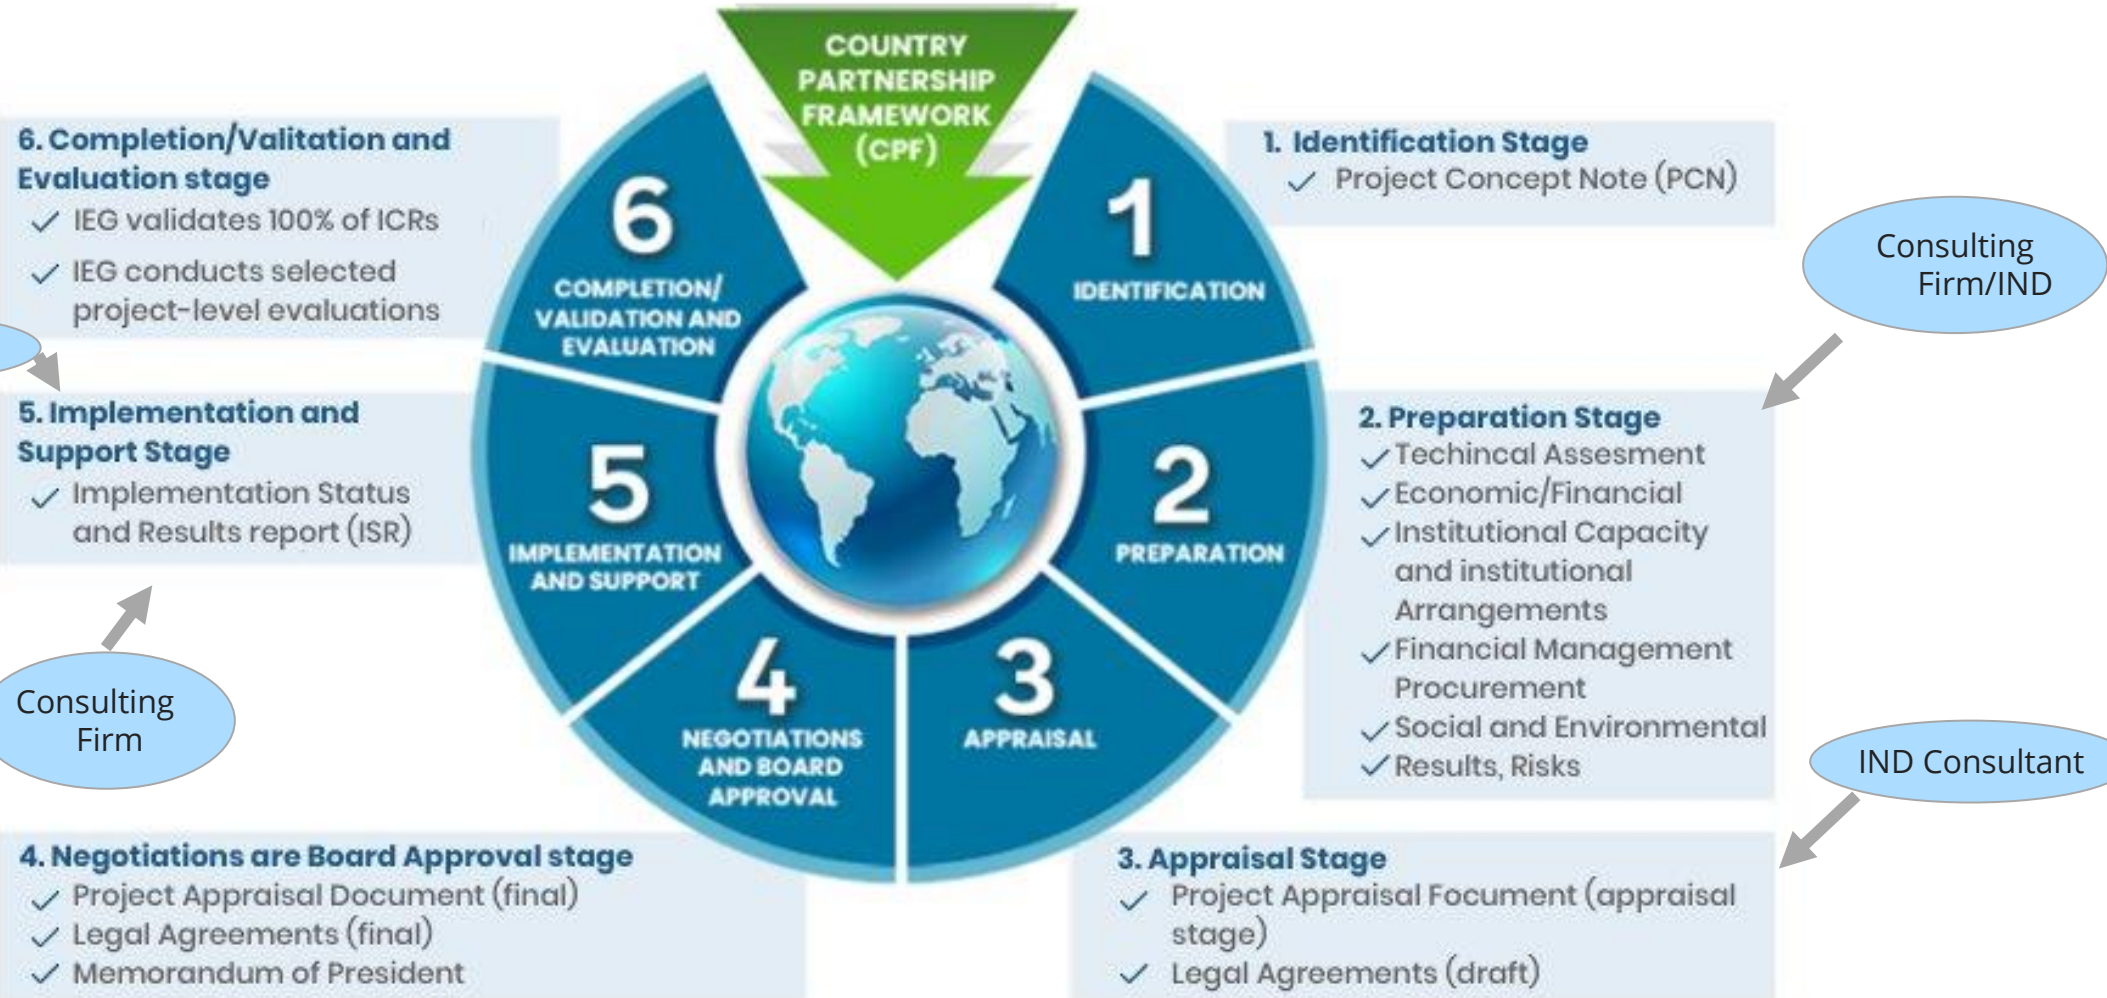 COUNTRY
PARTNERSHIP
FRAMEWORK
(CPF)
6. Completion/Valitation and
Evaluation stage
✓ IEG validates 100% of ICRs
✓ IEG conducts selected
project-level evaluations
5. Implementation and
Support Stage
✓ Implementation Status
and Results report (ISR)
Consulting
Firm
4. Negotiations are Board Approval stage
✓ Project Appraisal Document (final)
✓ Legal Agreements (final)
✓ Memorandum of President
6
COMPLETION/
VALIDATION AND
EVALUATION
5
IMPLEMENTATION
AND SUPPORT
4
NEGOTIATIONS
AND BOARD
APPROVAL
3
APPRAISAL
2
PREPARATION
1
IDENTIFICATION
1. Identification Stage
✓ Project Concept Note (PCN)
Consulting
Firm/IND
2. Preparation Stage
✓ Techincal Assesment
✓ Economic/Financial
✓ Institutional Capacity
and institutional
Arrangements
✓ Financial Management
Procurement
✓ Social and Environmental
✓ Results, Risks
IND Consultant
3. Appraisal Stage
✓ Project Appraisal Focument (appraisal
stage)
✓ Legal Agreements (draft)